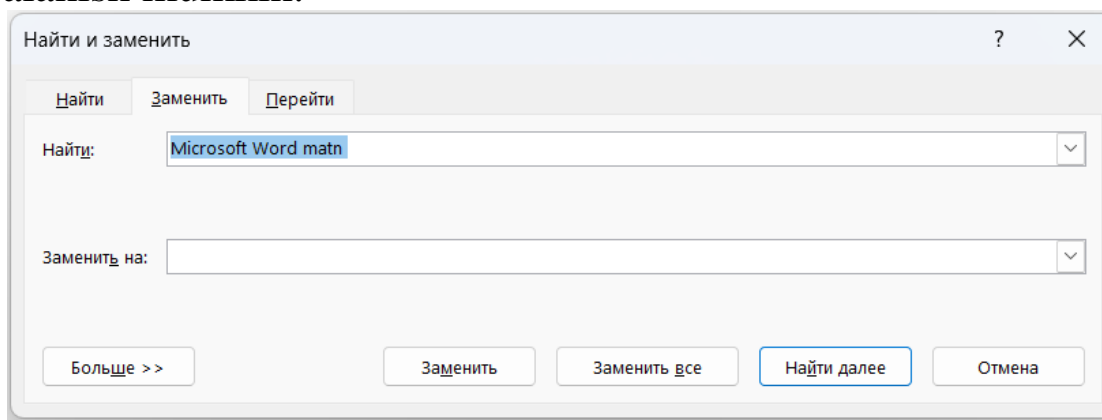 Найти и заменить ? ×
Найти Заменить Перейти
Найти: Microsoft Word matn
Заменить на:
Больше >> Заменить Заменить все Найти далее Отмена